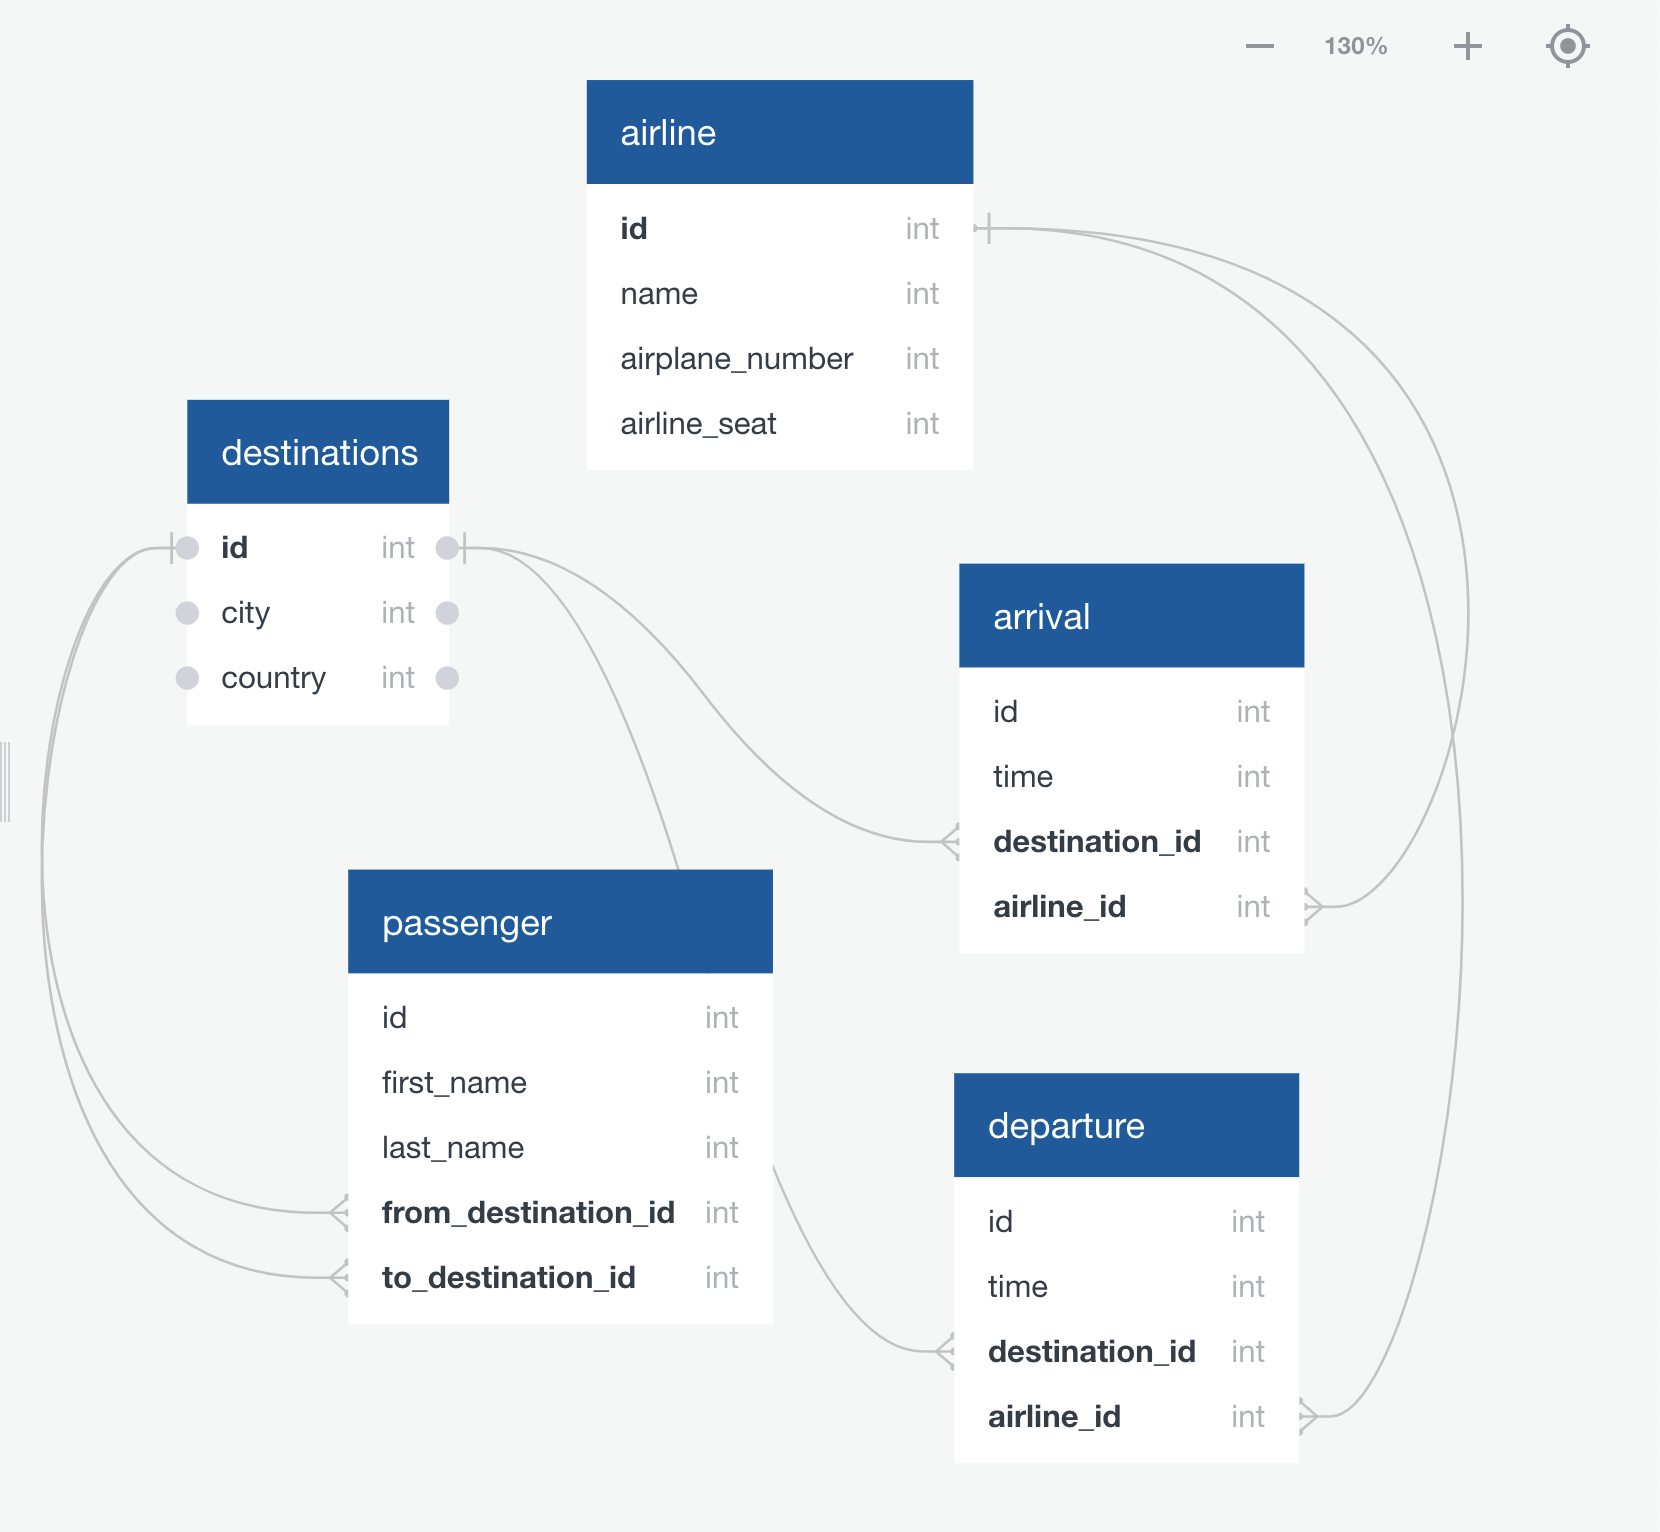 130%
airline
id int
name int
airplane_number int
airline_seat int
destinations
id int
city int
country int
arrival
id int
time int
destination_id int
airline_id int
passenger
id int
first_name int
last_name int
from_destination_id int
to_destination_id int
departure
id int
time int
destination_id int
airline_id int